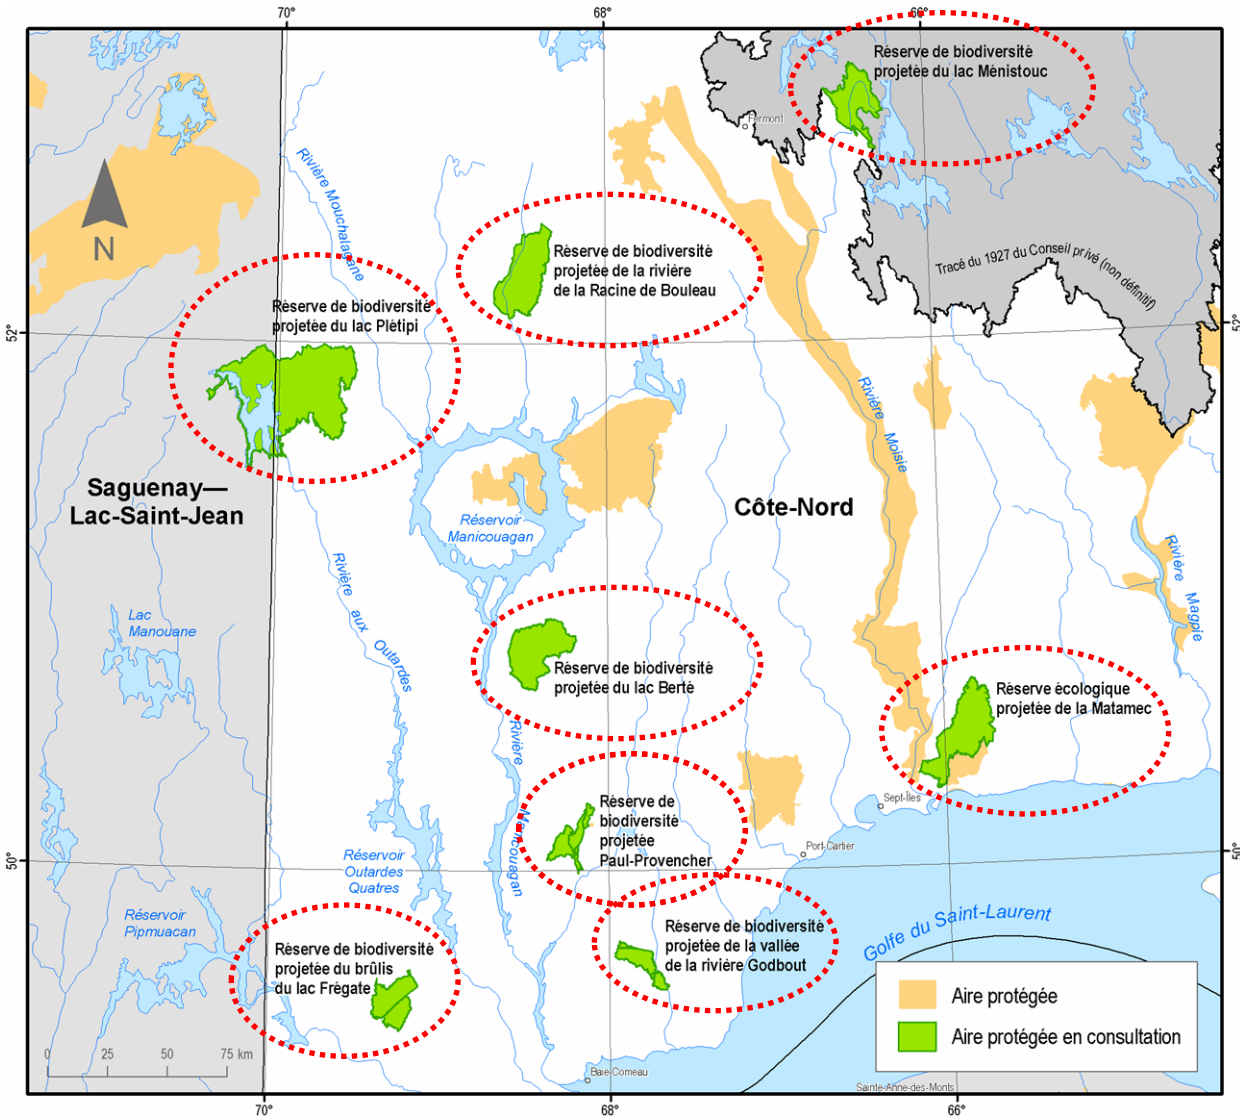 70°
68°
66°
Réserve de biodiversité
projetée du lac Ménistouc
Fermont
Rivière Mouchalagane
N
Réserve de biodiversité
projetée de la rivière
de la Racine de Bouleau
Tracé du 1927 du Conseil privé (non définitif)
Réserve de biodiversité
projetée du lac Plétipi
52°
52°
Rivière Moisie
Saguenay—
Lac-Saint-Jean
Côte-Nord
Réservoir
Manicouagan
Rivière aux Outardes
Rivière Magpie
Lac
Manouane
Réserve de biodiversité
projetée du lac Berté
Réserve écologique
projetée de la Matamec
Rivière Manicouagan
Sept-Îles
Réserve de
biodiversité
projetée
Paul-Provencher
Port-Cartier
50°
50°
Réservoir
Outardes
Quatres
Réservoir
Pipmuacan
Réserve de biodiversité
projetée de la vallée
de la rivière Godbout
Golfe du Saint-Laurent
Réserve de biodiversité
projetée du brûlis
du lac Frégate
Aire protégée
Aire protégée en consultation
0 25 50 75 km
Baie-Comeau
Sainte-Anne-des-Monts
70°
68°
66°